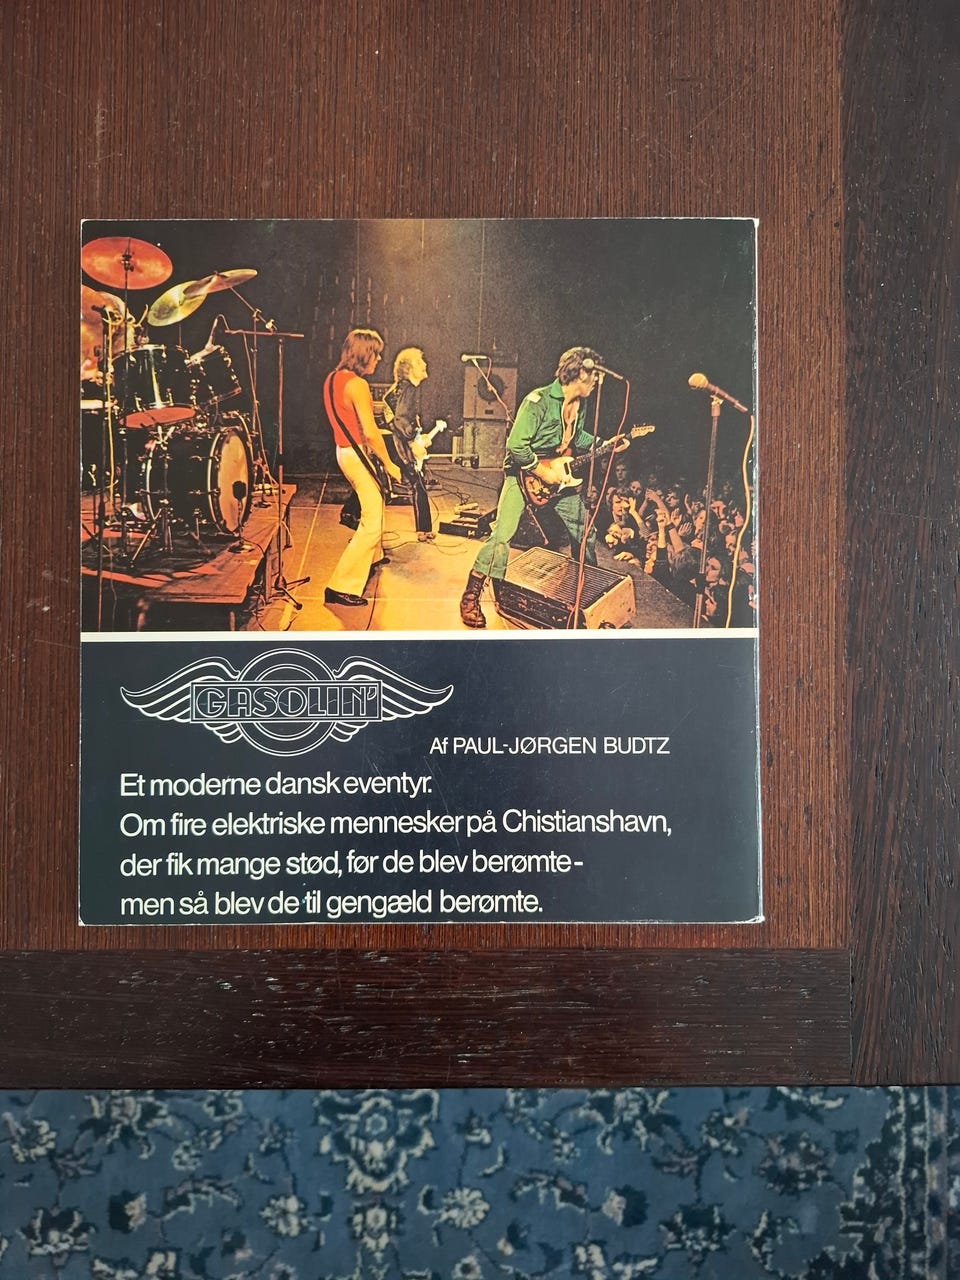 GASOLIN'
Af PAUL-JØRGEN BUDTZ
Et moderne dansk eventyr.
Om fire elektriske mennesker på Chistianshavn,
der fik mange stød, før de blev berømte-
men så blev de til gengæld berømte.